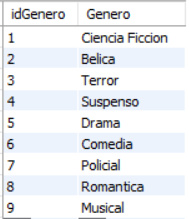 idGenero Genero
1 Ciencia Ficcion
2 Belica
3 Terror
4 Suspenso
5 Drama
6 Comedia
7 Policial
8 Romantica
9 Musical